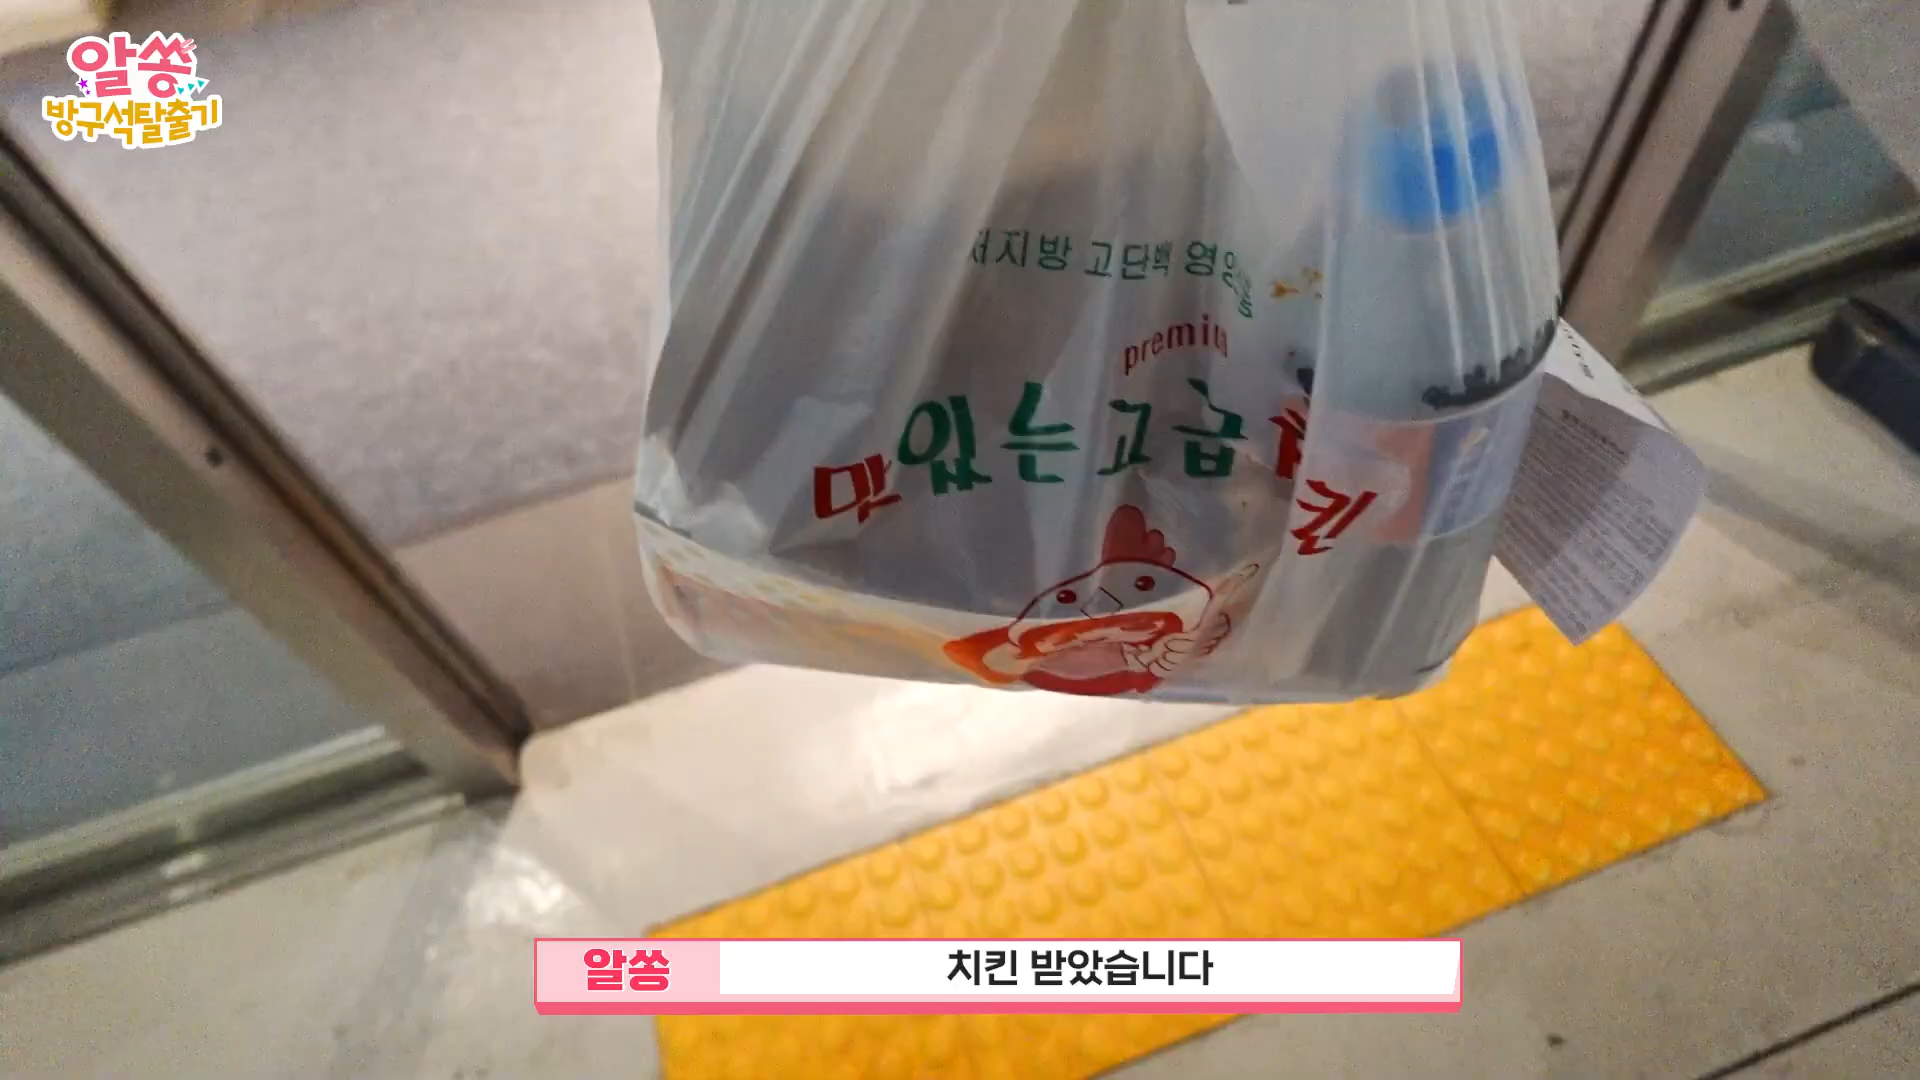 알쏭
방구석탈출기
저지방 고단백 영양
premiu
맛있는고급치킨
알쏭
치킨 받았습니다